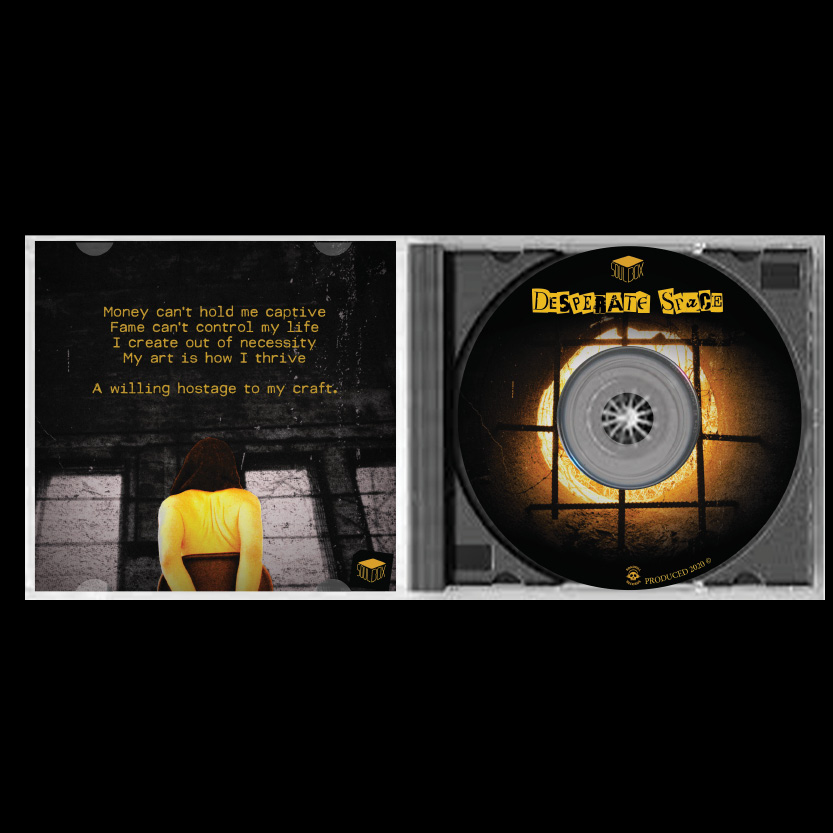 Money can't hold me captive
Fame can't control my life
I create out of necessity
My art is how I thrive
A willing hostage to my craft.
SOUL BOX
SOUL BOX
DESPERATE SPaCE
PRODUCED 2020 ©